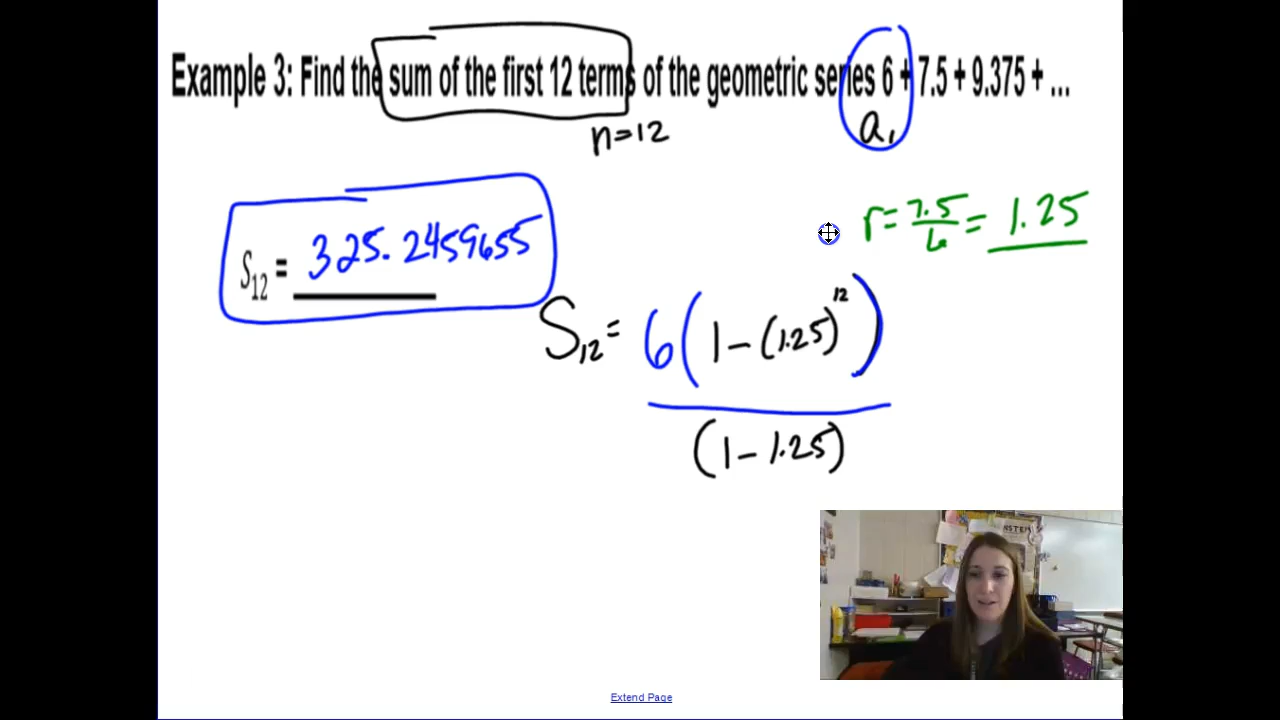 Example 3: Find the sum of the first 12 terms of the geometric series 6 + 7.5 + 9.375 + ...
n=12
a₁
r = 7.5/6 = 1.25
S₁₂ = 325.2459655
S₁₂ = 6(1-(1.25)¹²)
(1-1.25)
Extend Page